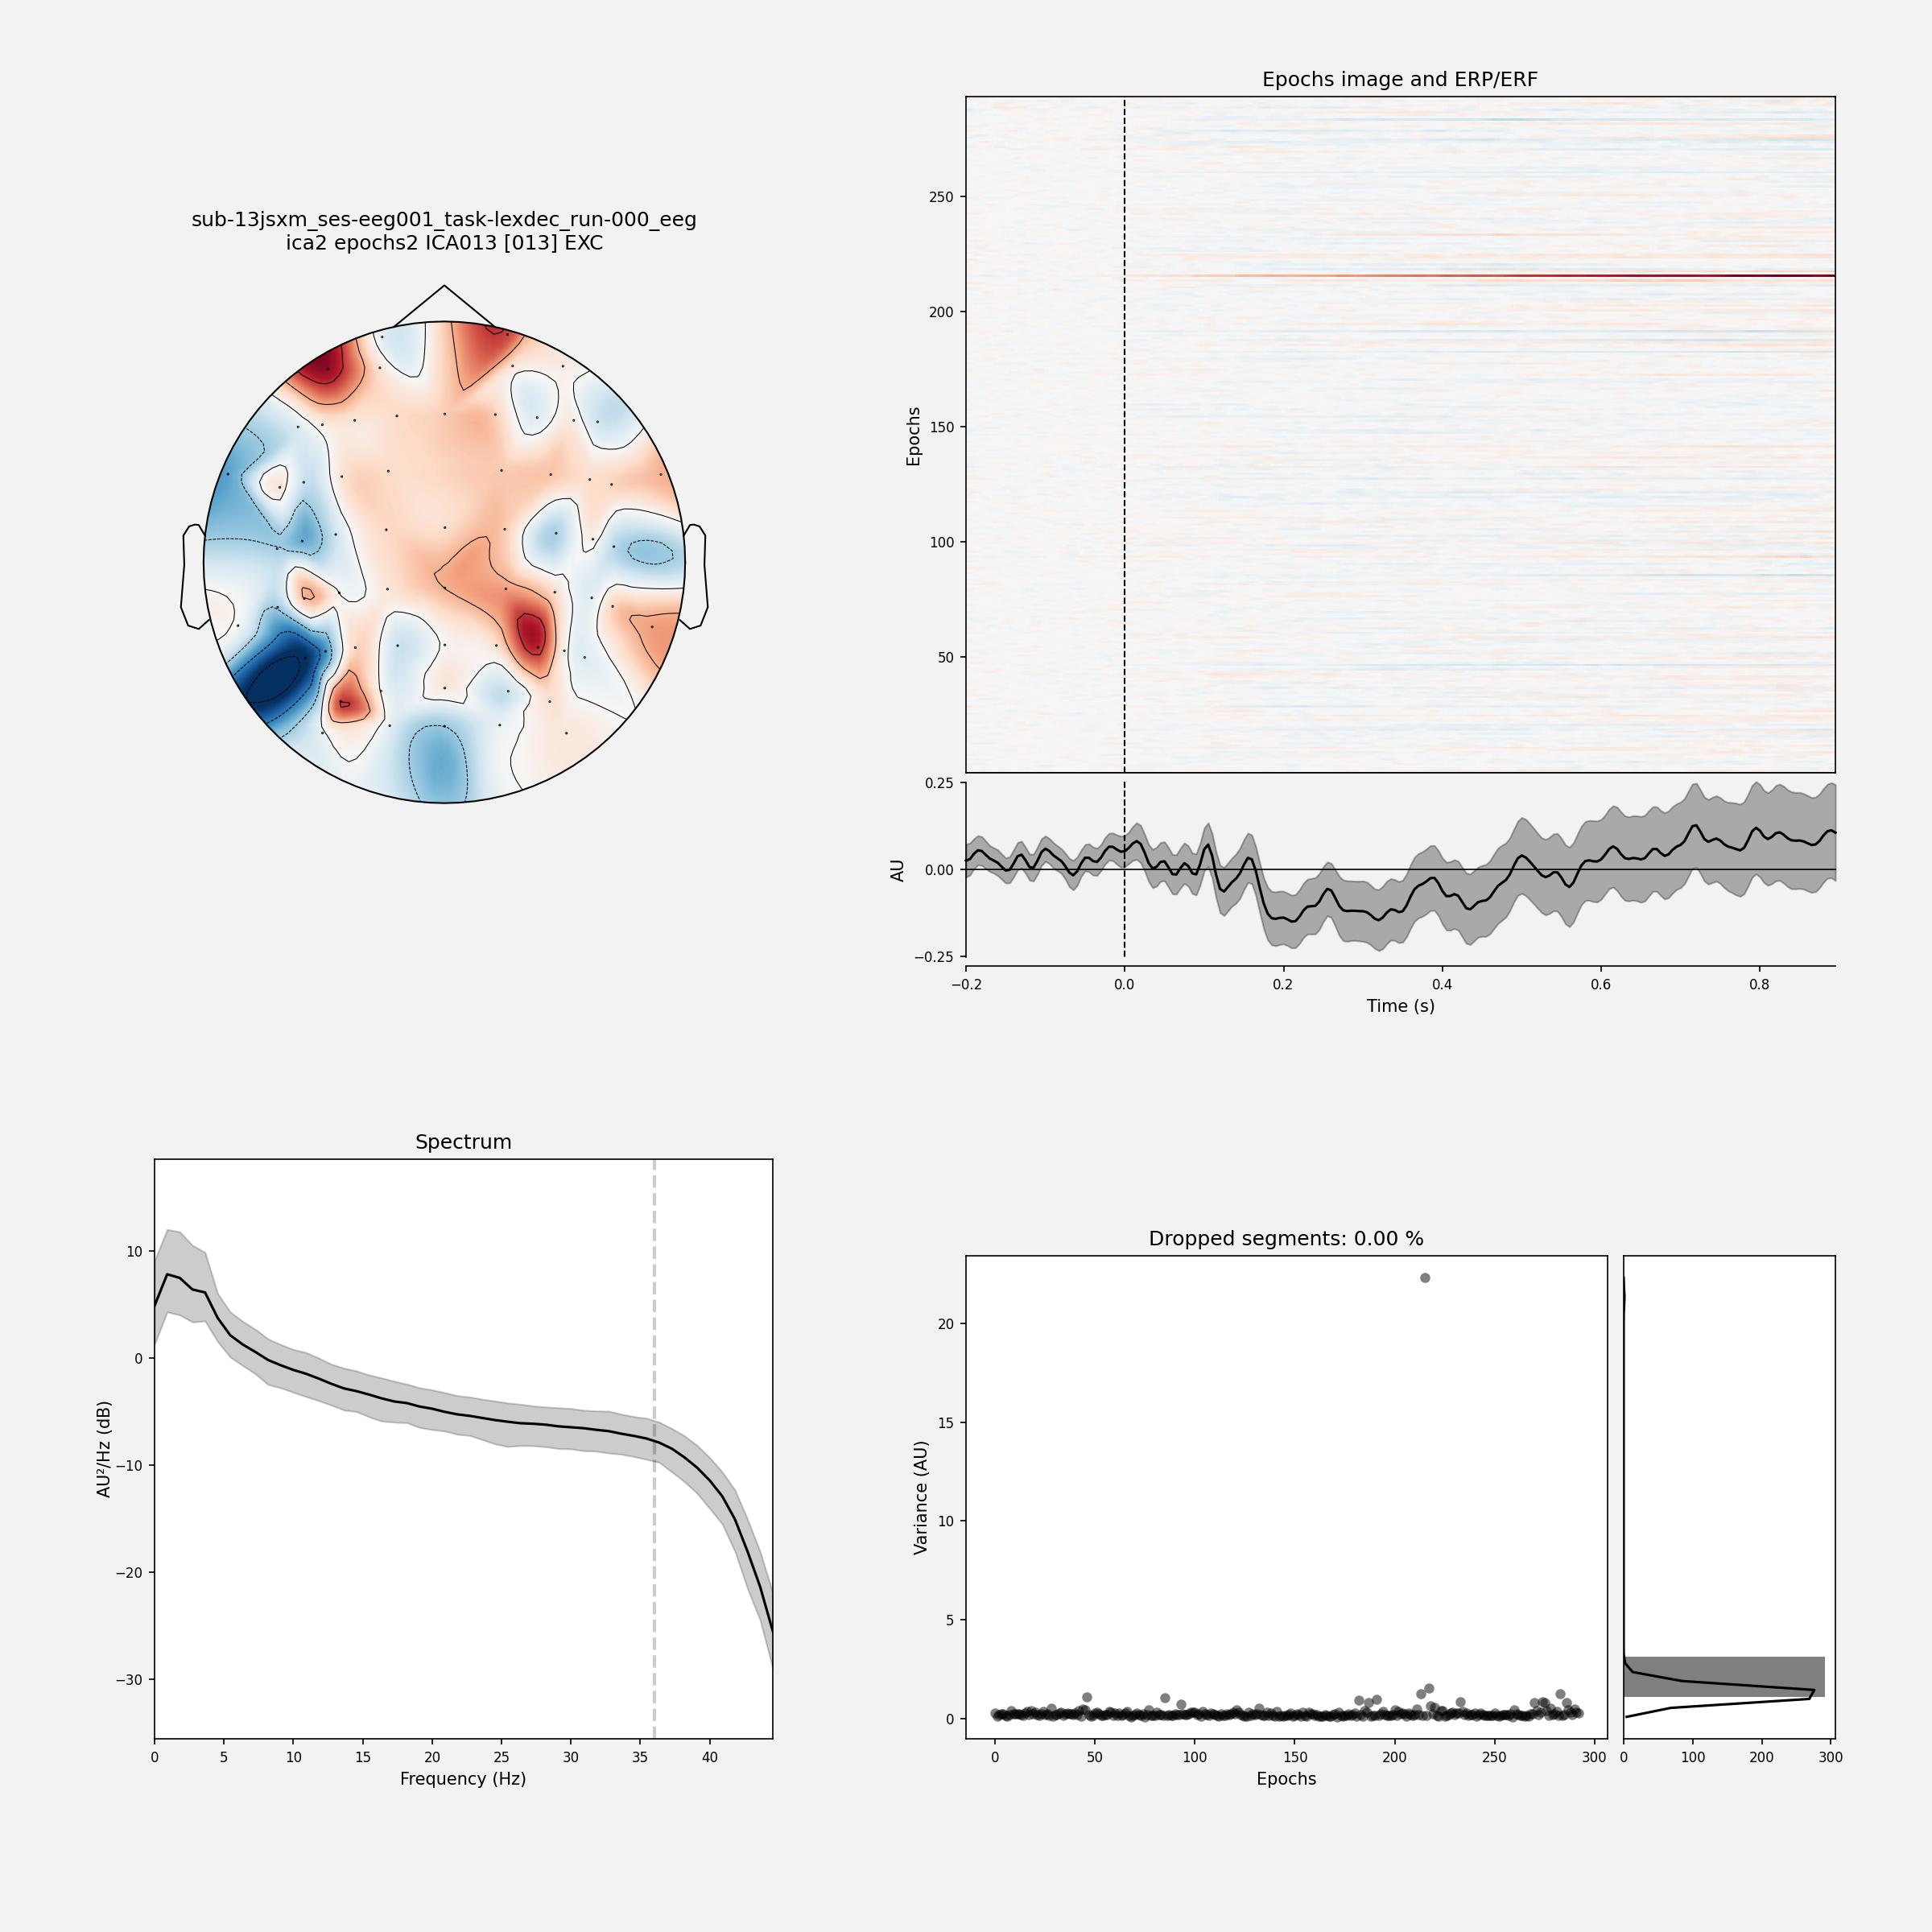 sub-13jsxm_ses-eeg001_task-lexdec_run-000_eeg
ica2 epochs2 ICA013 [013] EXC
Epochs image and ERP/ERF
Epochs
250
200
150
100
50
AU
0.25
0.00
−0.25
−0.2 0.0 0.2 0.4 0.6 0.8
Time (s)
Spectrum
AU²/Hz (dB)
10
0
−10
−20
−30
0 5 10 15 20 25 30 35 40
Frequency (Hz)
Dropped segments: 0.00 %
Variance (AU)
20
15
10
5
0
0 50 100 150 200 250 300
Epochs
0 100 200 300